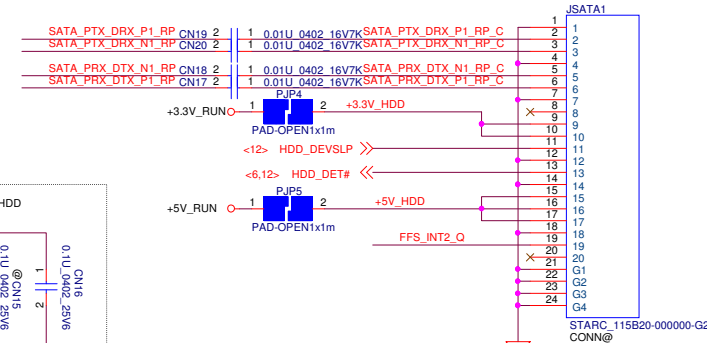 JSATA1
SATA_PTX_DRX_P1_RP CN19 2 1 0.01U_0402_16V7K SATA_PTX_DRX_P1_RP_C
SATA_PTX_DRX_N1_RP CN20 2 1 0.01U_0402_16V7K SATA_PTX_DRX_N1_RP_C
SATA_PRX_DTX_N1_RP CN18 2 1 0.01U_0402_16V7K SATA_PRX_DTX_N1_RP_C
SATA_PRX_DTX_P1_RP CN17 2 1 0.01U_0402_16V7K SATA_PRX_DTX_P1_RP_C
PJP4
+3.3V_RUN 1 2 +3.3V_HDD
PAD-OPEN1x1m
<12> HDD_DEVSLP
<6,12> HDD_DET#
PJP5
+5V_RUN 1 2 +5V_HDD
PAD-OPEN1x1m
FFS_INT2_Q
1 1
2 2
3 3
4 4
5 5
6 6
7 7
8 8
9 9
10 10
11 11
12 12
13 13
14 14
15 15
16 16
17 17
18 18
19 19
20 20
21 G1
22 G2
23 G3
24 G4
STARC_115B20-000000-G2
CONN@
HDD
1
2
CN16
0.1U_0402_25V6
@CN15
0.1U_0402_25V6